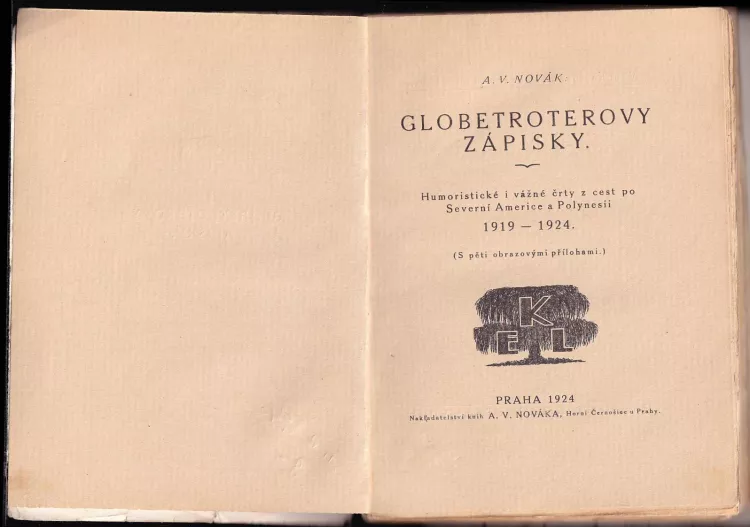 A. V. NOVÁK:
GLOBETROTEROVY
ZÁPISKY.
Humoristické i vážné črty z cest po
Severní Americe a Polynesii
1919 — 1924.
(S pěti obrazovými přílohami.)
K
E L
PRAHA 1924
Nakladatelství knih A. V. NOVÁKA, Horní Černošice u Prahy.